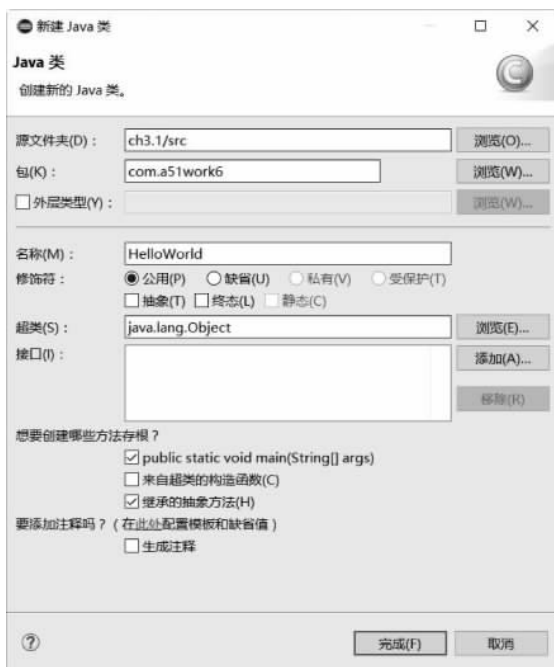 新建 Java 类
Java 类
创建新的 Java 类。
源文件夹(D)： ch3.1/src 浏览(O)...
包(K)： com.a51work6 浏览(W)...
外层类型(Y)： 浏览(W)...
名称(M)： HelloWorld
修饰符： 公用(P) 缺省(U) 私有(V) 受保护(T)
抽象(T) 终态(L) 静态(C)
超类(S)： java.lang.Object 浏览(E)...
接口(I)： 添加(A)...
移除(R)
想要创建哪些方法存根？
public static void main(String[] args)
来自超类的构造函数(C)
继承的抽象方法(H)
要添加注释吗？（在此处配置模板和缺省值）
生成注释
完成(F) 取消